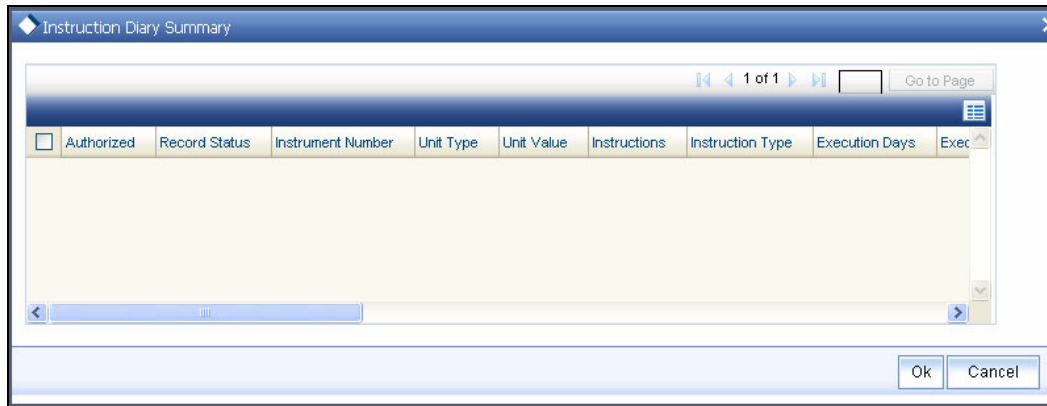 Instruction Diary Summary
1 of 1 Go to Page
Authorized Record Status Instrument Number Unit Type Unit Value Instructions Instruction Type Execution Days Exec
Ok Cancel